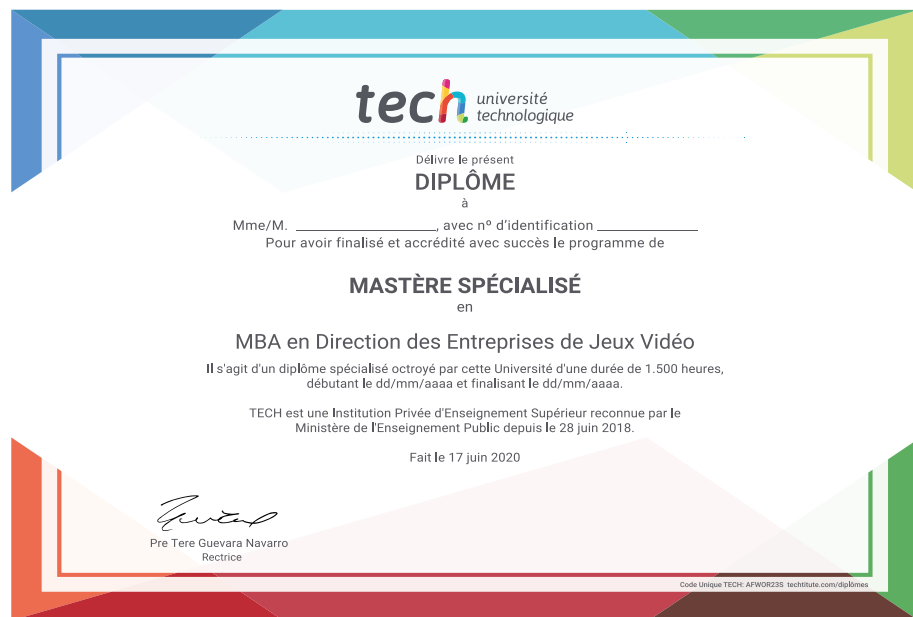 tech université
technologique
Délivre le présent
DIPLÔME
à
Mme/M. ____________________, avec nº d'identification ______________
Pour avoir finalisé et accrédité avec succès le programme de
MASTÈRE SPÉCIALISÉ
en
MBA en Direction des Entreprises de Jeux Vidéo
Il s'agit d'un diplôme spécialisé octroyé par cette Université d'une durée de 1.500 heures,
débutant le dd/mm/aaaa et finalisant le dd/mm/aaaa.
TECH est une Institution Privée d'Enseignement Supérieur reconnue par le
Ministère de l'Enseignement Public depuis le 28 juin 2018.
Fait le 17 juin 2020
Pre Tere Guevara Navarro
Rectrice
Code Unique TECH: AFWOR23S techtitute.com/diplômes